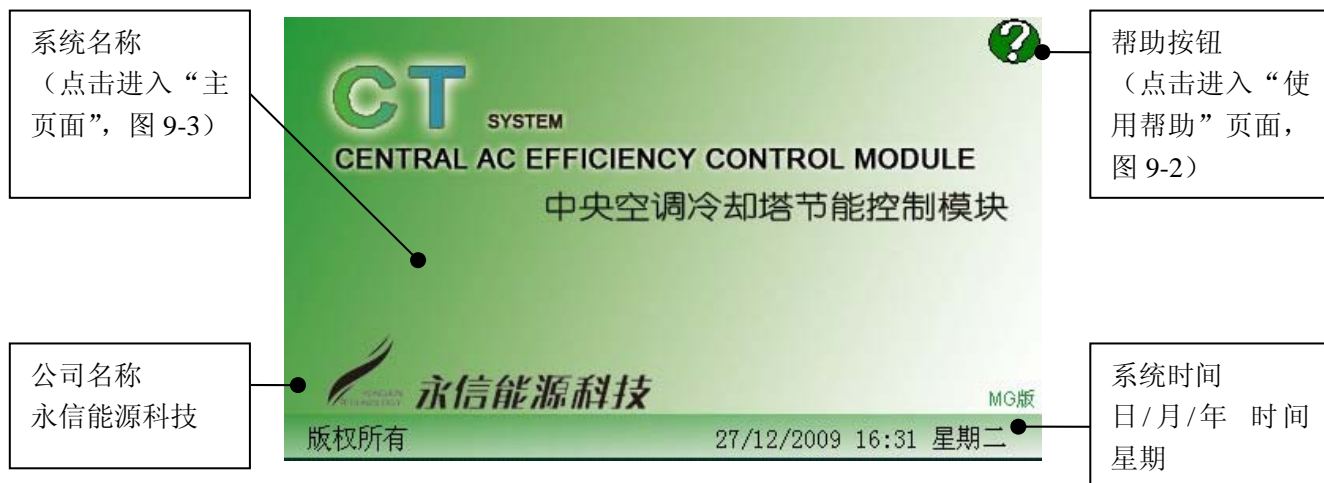 系统名称
（点击进入“主
页面”，图 9-3）
公司名称
永信能源科技
CT SYSTEM
CENTRAL AC EFFICIENCY CONTROL MODULE
中央空调冷却塔节能控制模块
永信能源科技
MG版
版权所有
27/12/2009 16:31 星期二
帮助按钮
（点击进入“使
用帮助”页面，
图 9-2）
系统时间
日/月/年 时间
星期